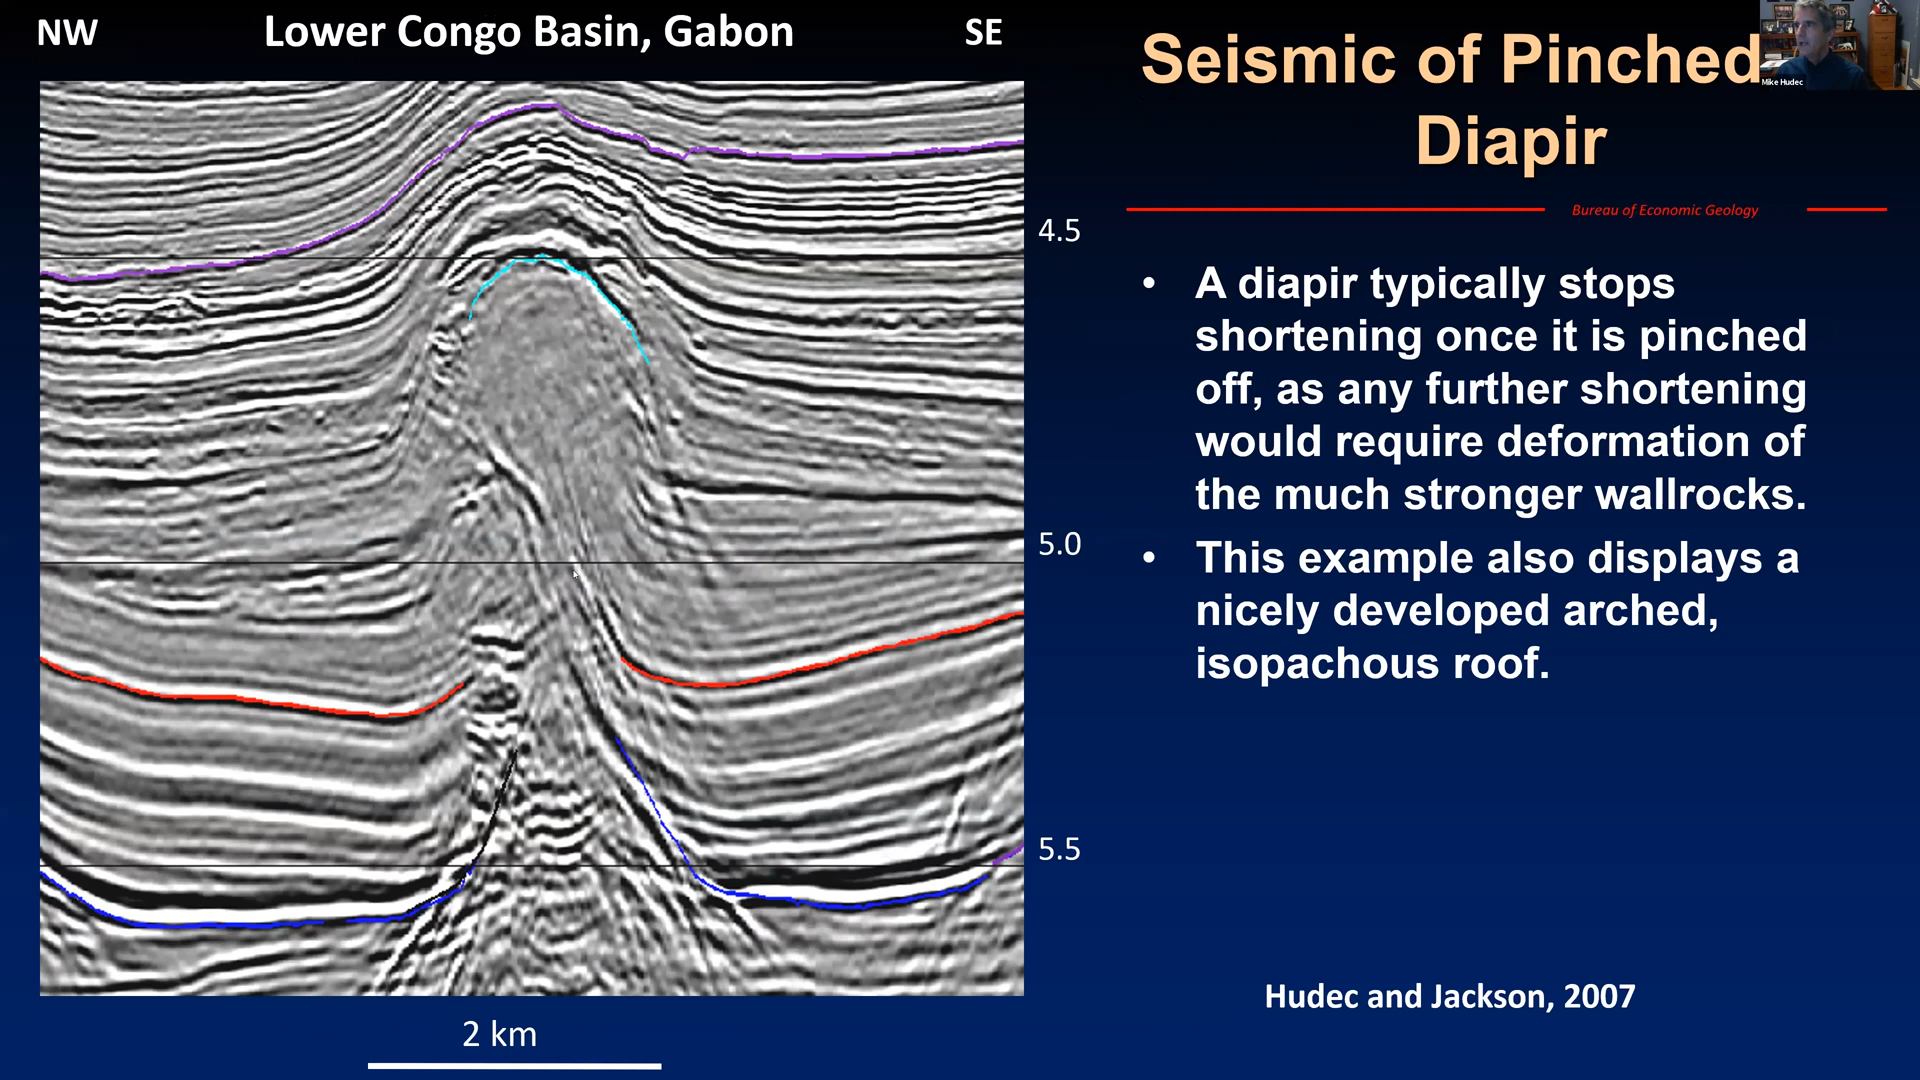 NW
Lower Congo Basin, Gabon
SE
4.5
5.0
5.5
2 km
Seismic of Pinched
Diapir
Mike Hudec
Bureau of Economic Geology
• A diapir typically stops
shortening once it is pinched
off, as any further shortening
would require deformation of
the much stronger wallrocks.
• This example also displays a
nicely developed arched,
isopachous roof.
Hudec and Jackson, 2007